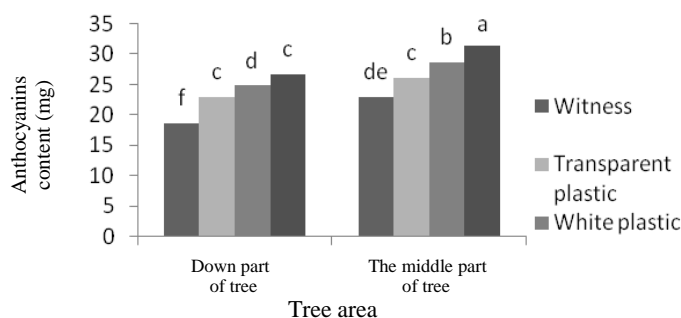 Anthocyanins
content (mg)
35
30
25
20
15
10
5
0
f
c
d
c
de
c
b
a
Down part
of tree
The middle part
of tree
Tree area
Witness
Transparent
plastic
White plastic